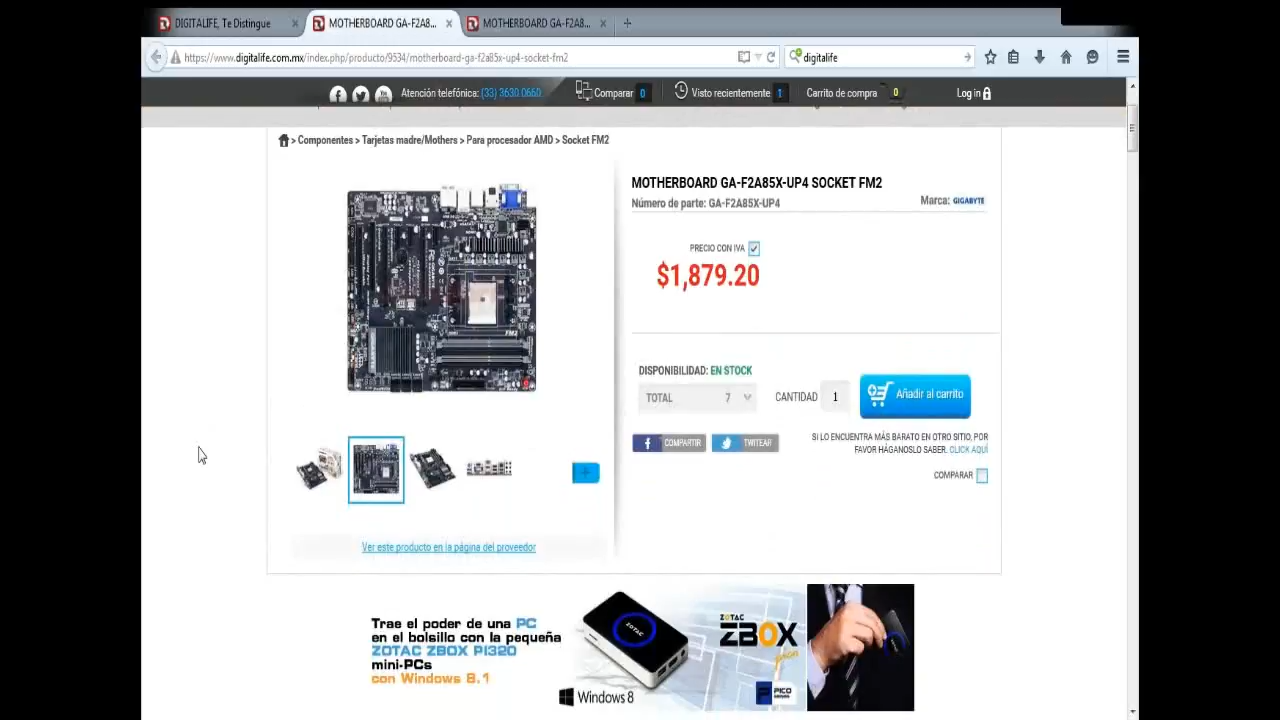 DIGITALIFE, Te Distingue
MOTHERBOARD GA-F2A8...
MOTHERBOARD GA-F2A8...
https://www.digitalife.com.mx/index.php/producto/9534/motherboard-ga-f2a85x-up4-socket-fm2
digitalife
Atención telefónica: (33) 3630 0660
Comparar 0
Visto recientemente 1
Carrito de compra 0
Log in
> Componentes > Tarjetas madre/Mothers > Para procesador AMD > Socket FM2
MOTHERBOARD GA-F2A85X-UP4 SOCKET FM2
Número de parte: GA-F2A85X-UP4
Marca: GIGABYTE
PRECIO CON IVA
$1,879.20
DISPONIBILIDAD: EN STOCK
TOTAL 7
CANTIDAD 1
Añadir al carrito
COMPARTIR
TWITEAR
SI LO ENCUENTRA MÁS BARATO EN OTRO SITIO, POR
FAVOR HÁGANOSLO SABER. CLICK AQUÍ
COMPARAR
FM2
Ver este producto en la página del proveedor
Trae el poder de una PC
en el bolsillo con la pequeña
ZOTAC ZBOX PI320
mini-PCs
con Windows 8.1
ZOTAC
Windows 8
ZOTAC
ZBOX
pico
PICO